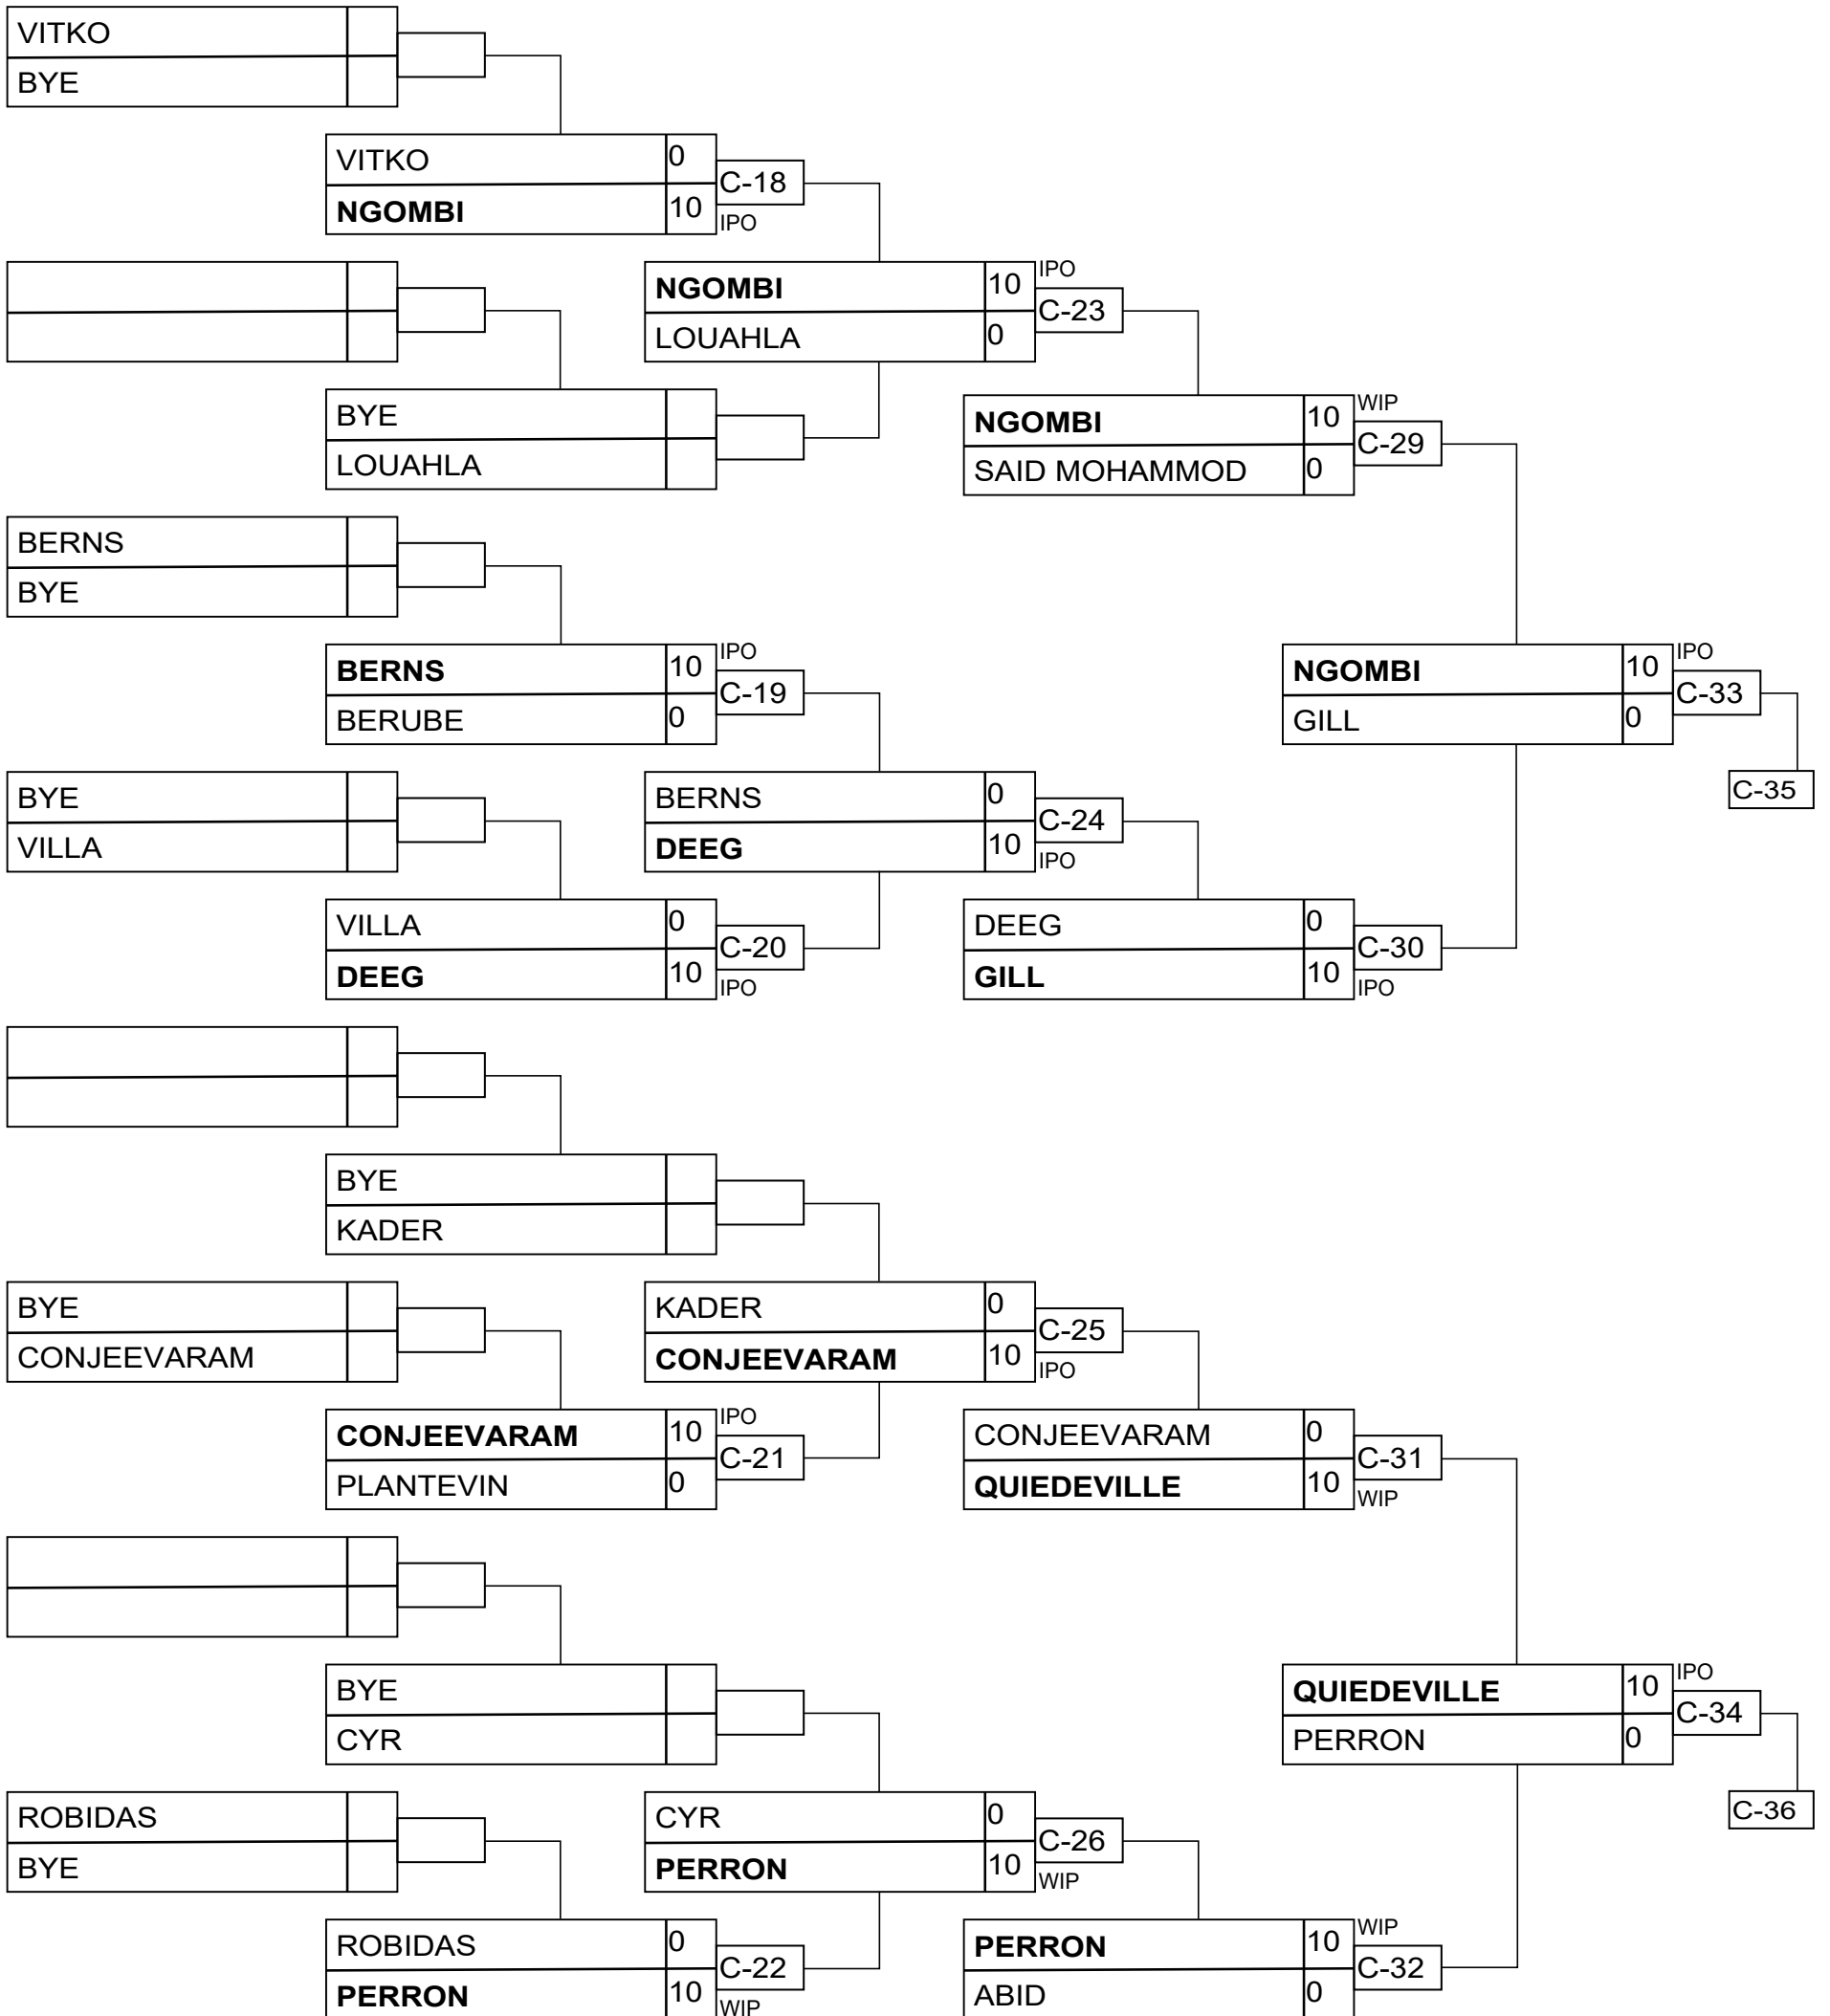 VITKO
BYE
VITKO 0
C-18
NGOMBI 10
IPO
NGOMBI 10 IPO
C-23
LOUAHLA 0
BYE
LOUAHLA
NGOMBI 10 WIP
C-29
SAID MOHAMMOD 0
BERNS
BYE
BERNS 10 IPO
C-19
BERUBE 0
NGOMBI 10 IPO
C-33
GILL 0
C-35
BYE
VILLA
BERNS 0
C-24
DEEG 10
IPO
VILLA 0
C-20
DEEG 10
IPO
DEEG 0
C-30
GILL 10
IPO
BYE
KADER
BYE
CONJEEVARAM
KADER 0
C-25
CONJEEVARAM 10
IPO
CONJEEVARAM 10 IPO
C-21
PLANTEVIN 0
CONJEEVARAM 0
C-31
QUIEDEVILLE 10
WIP
BYE
CYR
QUIEDEVILLE 10 IPO
C-34
PERRON 0
C-36
ROBIDAS
BYE
CYR 0
C-26
PERRON 10
WIP
ROBIDAS 0
C-22
PERRON 10
WIP
PERRON 10 WIP
C-32
ABID 0